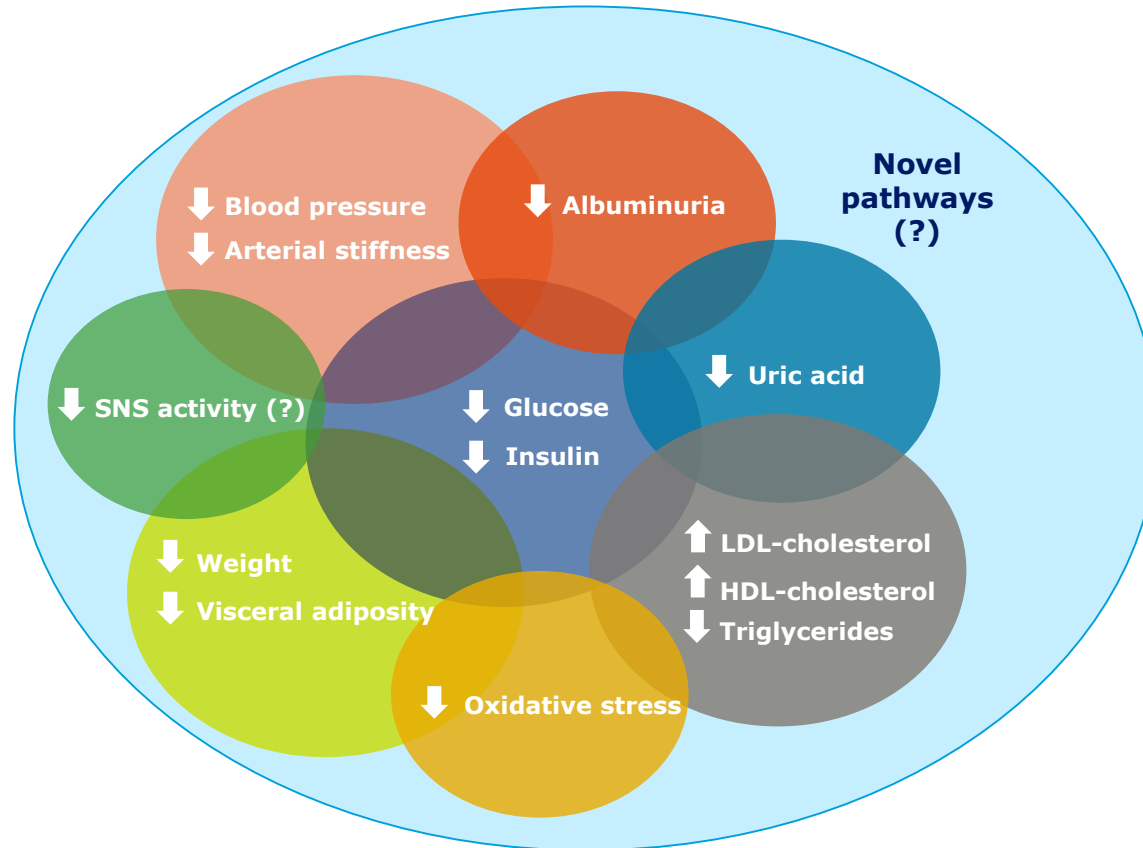 Novel
pathways
(?)
Blood pressure
Arterial stiffness
Albuminuria
Uric acid
SNS activity (?)
Glucose
Insulin
LDL-cholesterol
HDL-cholesterol
Triglycerides
Weight
Visceral adiposity
Oxidative stress